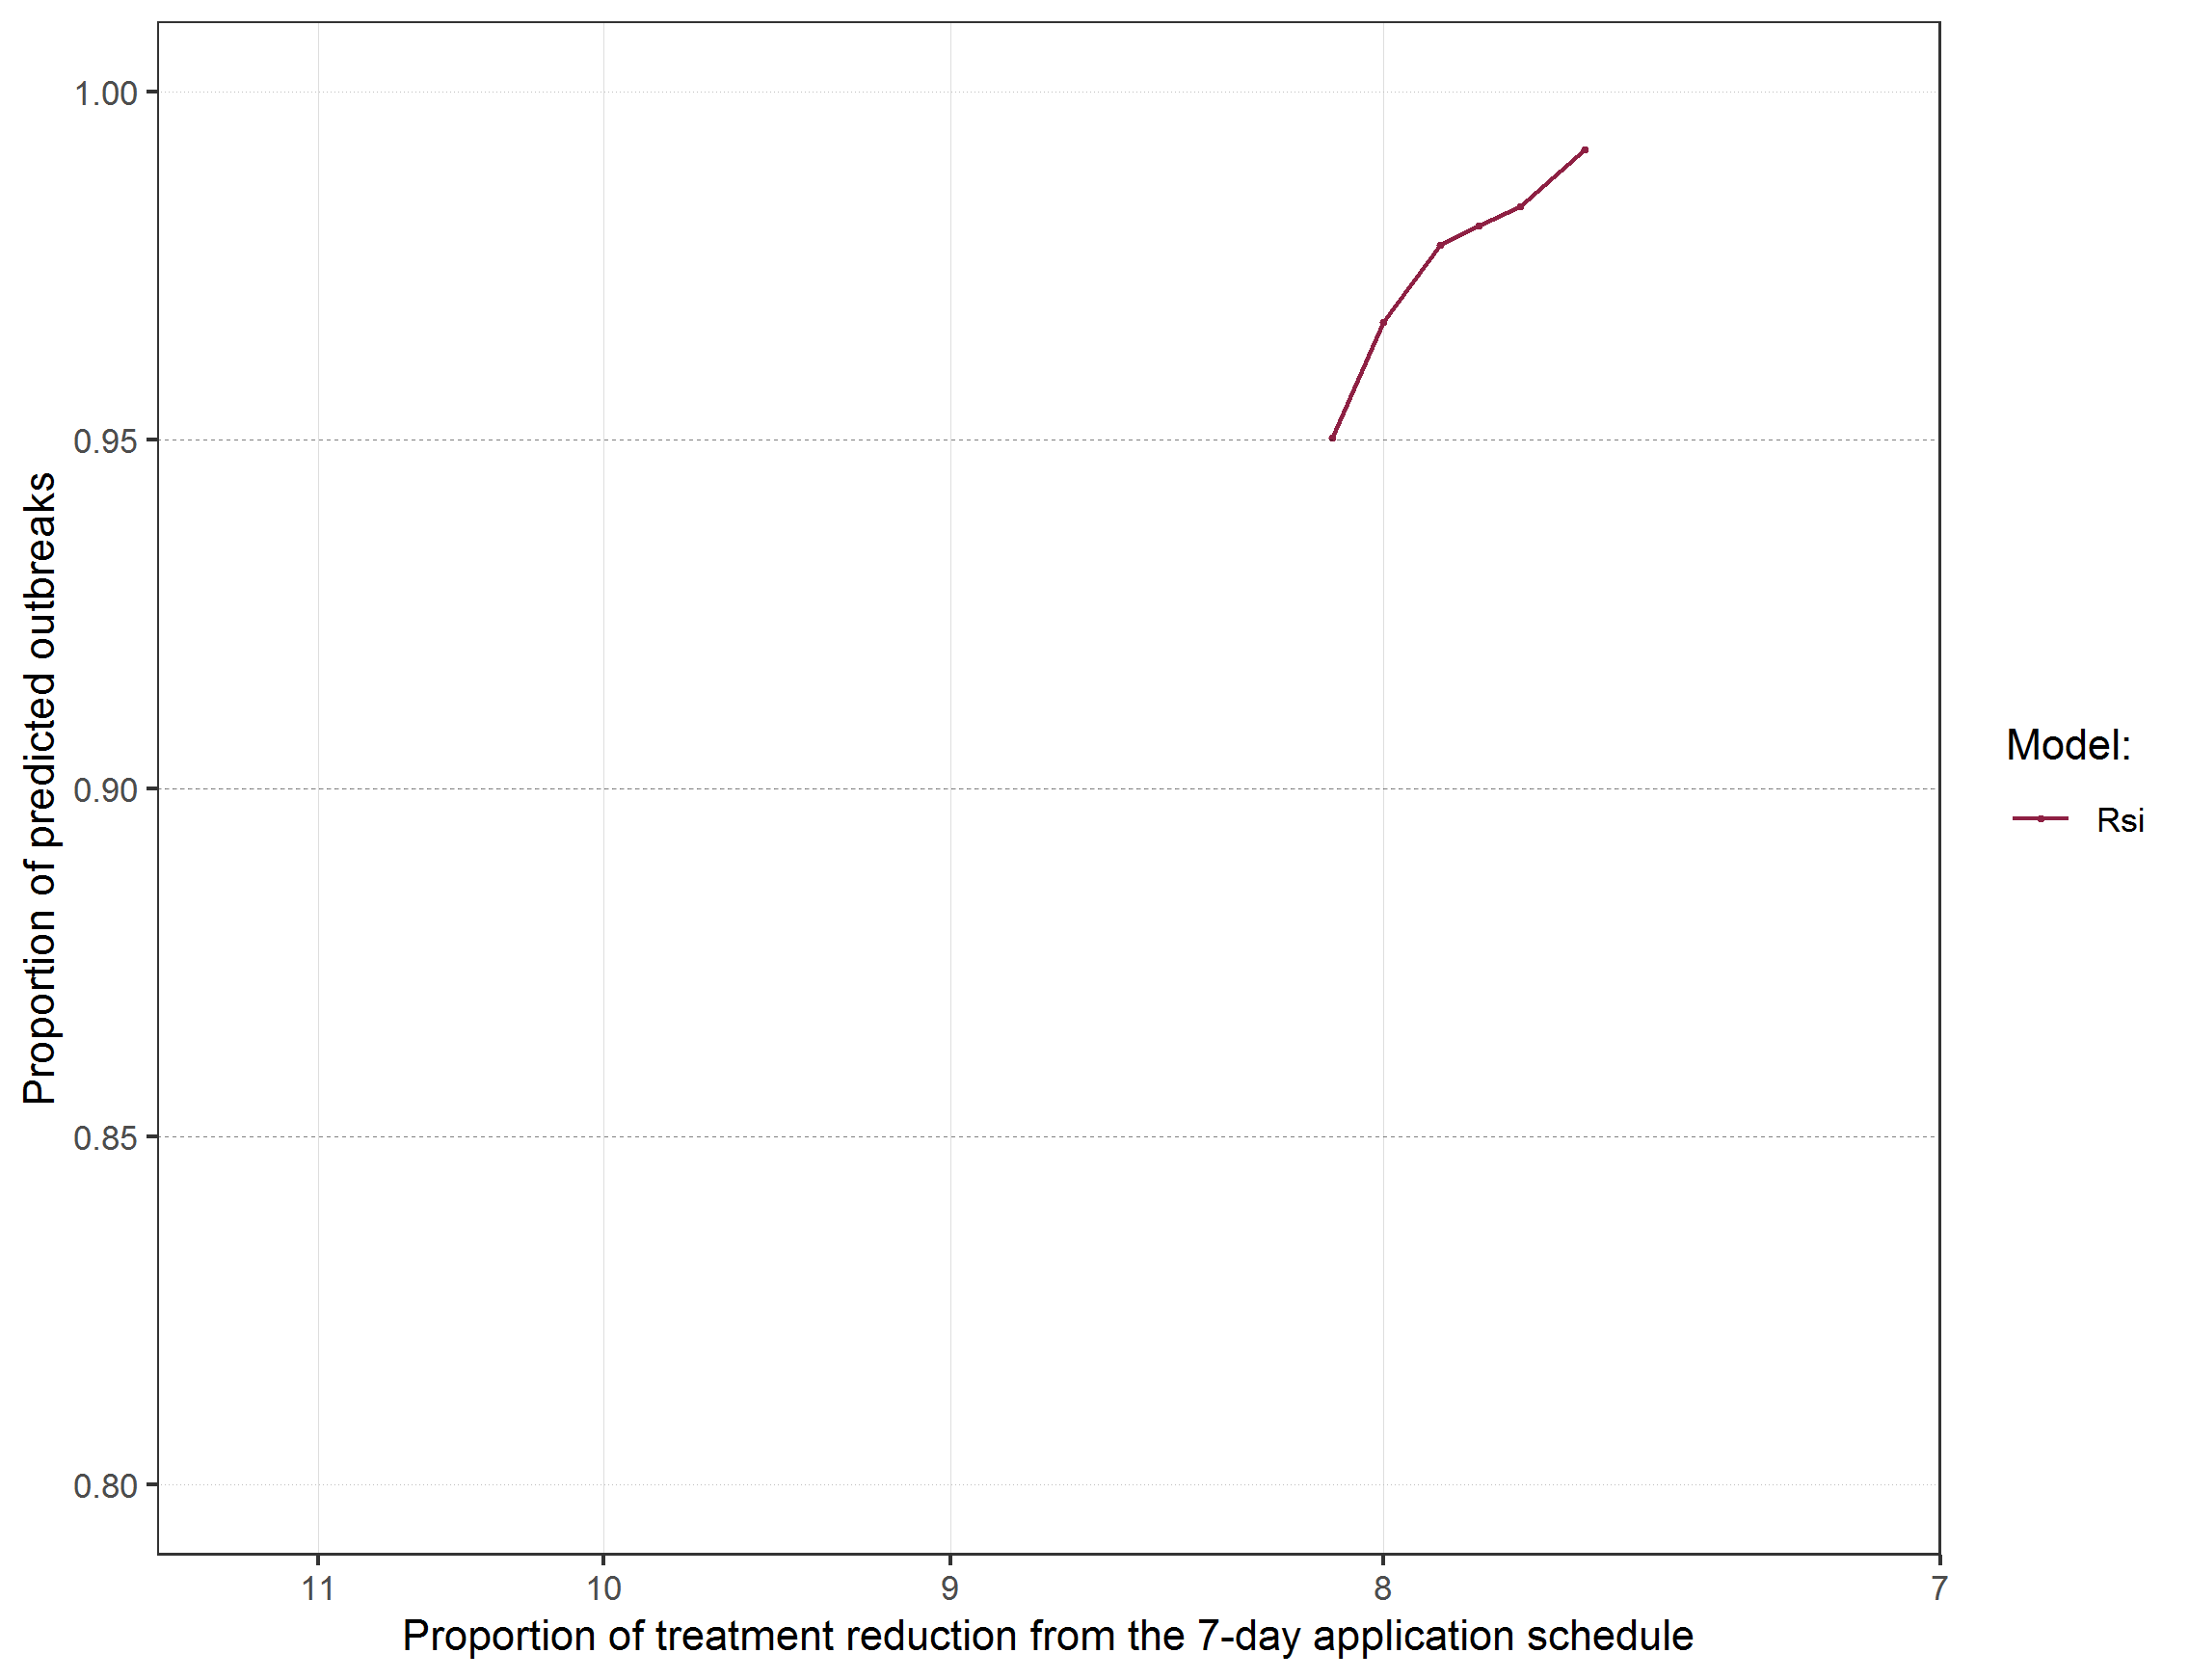 1.00
0.95
0.90
0.85
0.80
Proportion of predicted outbreaks
11 10 9 8 7
Proportion of treatment reduction from the 7-day application schedule
Model:
Rsi